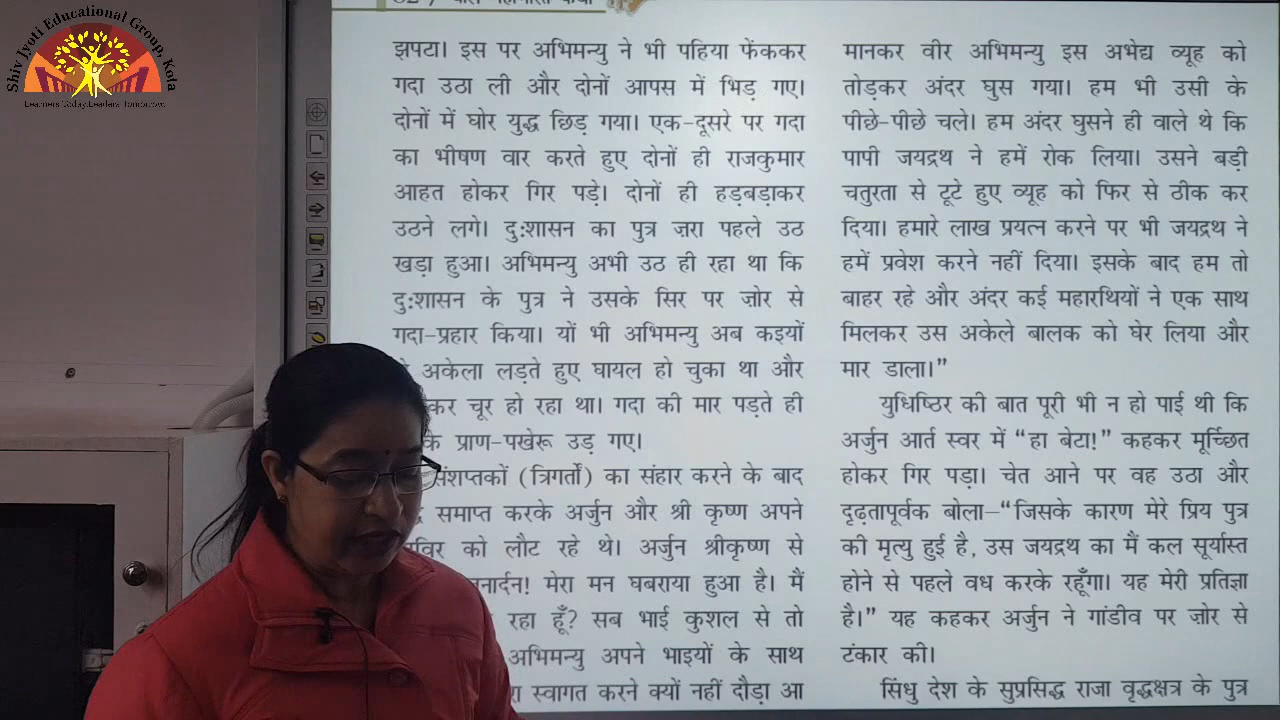 Shiv Jyoti Educational Group, Kota
Learners Today.Leaders Tomorrow
झपटा। इस पर अभिमन्यु ने भी पहिया फेंककर
गदा उठा ली और दोनों आपस में भिड़ गए।
दोनों में घोर युद्ध छिड़ गया। एक-दूसरे पर गदा
का भीषण वार करते हुए दोनों ही राजकुमार
आहत होकर गिर पड़े। दोनों ही हड़बड़ाकर
उठने लगे। दुःशासन का पुत्र ज़रा पहले उठ
खड़ा हुआ। अभिमन्यु अभी उठ ही रहा था कि
दुःशासन के पुत्र ने उसके सिर पर ज़ोर से
गदा-प्रहार किया। यों भी अभिमन्यु अब कइयों
अकेला लड़ते हुए घायल हो चुका था और
कर चूर हो रहा था। गदा की मार पड़ते ही
के प्राण-पखेरू उड़ गए।
संशप्तकों (त्रिगर्तों) का संहार करने के बाद
समाप्त करके अर्जुन और श्री कृष्ण अपने
को लौट रहे थे। अर्जुन श्रीकृष्ण से
मेरा मन घबराया हुआ है। मैं
रहा हूँ? सब भाई कुशल से तो
अभिमन्यु अपने भाइयों के साथ
स्वागत करने क्यों नहीं दौड़ा आ
मानकर वीर अभिमन्यु इस अभेद्य व्यूह को
तोड़कर अंदर घुस गया। हम भी उसी के
पीछे-पीछे चले। हम अंदर घुसने ही वाले थे कि
पापी जयद्रथ ने हमें रोक लिया। उसने बड़ी
चतुरता से टूटे हुए व्यूह को फिर से ठीक कर
दिया। हमारे लाख प्रयत्न करने पर भी जयद्रथ ने
हमें प्रवेश करने नहीं दिया। इसके बाद हम तो
बाहर रहे और अंदर कई महारथियों ने एक साथ
मिलकर उस अकेले बालक को घेर लिया और
मार डाला।”
युधिष्ठिर की बात पूरी भी न हो पाई थी कि
अर्जुन आर्त स्वर में “हा बेटा!” कहकर मूर्च्छित
होकर गिर पड़ा। चेत आने पर वह उठा और
दृढ़तापूर्वक बोला–“जिसके कारण मेरे प्रिय पुत्र
की मृत्यु हुई है, उस जयद्रथ का मैं कल सूर्यास्त
होने से पहले वध करके रहूँगा। यह मेरी प्रतिज्ञा
है।” यह कहकर अर्जुन ने गांडीव पर ज़ोर से
टंकार की।
सिंधु देश के सुप्रसिद्ध राजा वृद्धक्षत्र के पुत्र